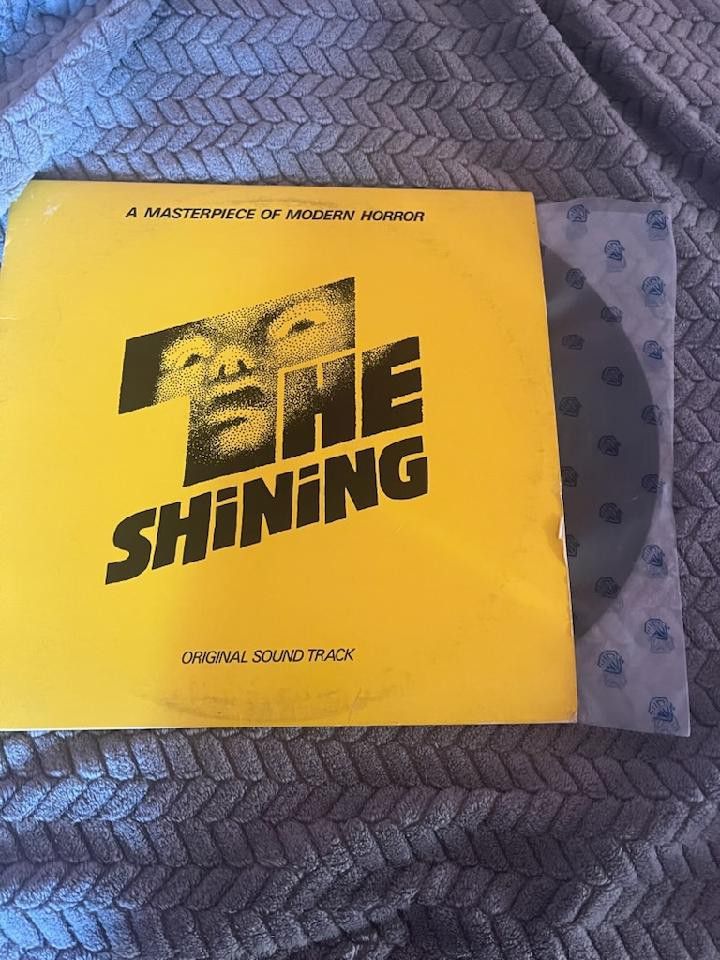 A MASTERPIECE OF MODERN HORROR
THE
SHiNiNG
ORIGINAL SOUND TRACK